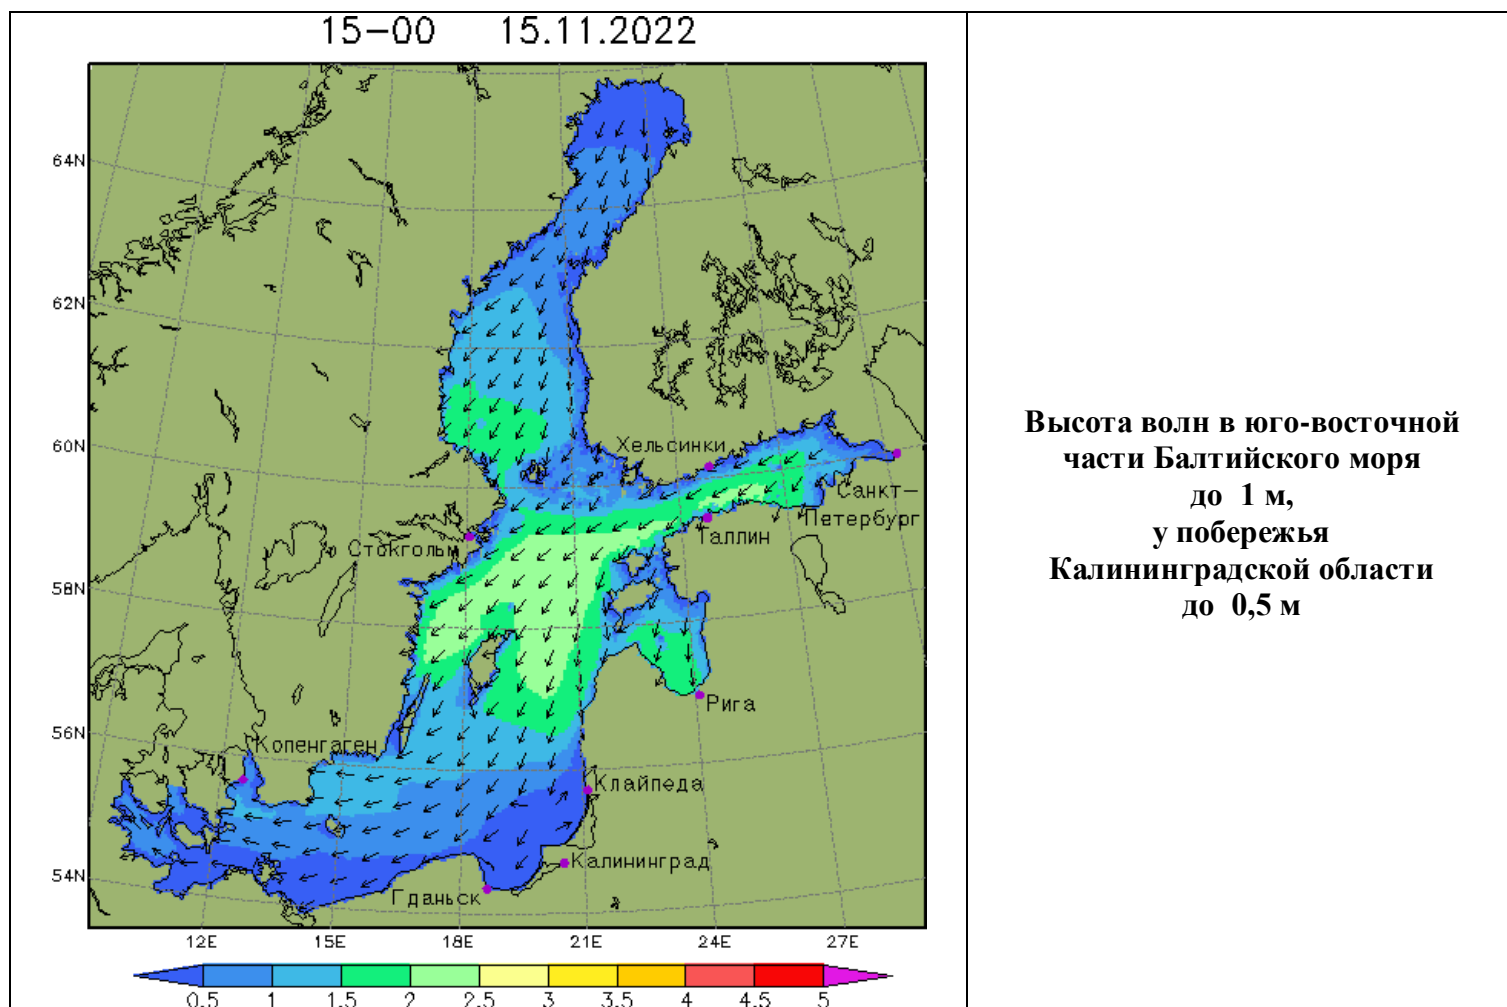 15-00 15.11.2022
64N
62N
60N
58N
56N
54N
Хельсинки
Санкт-
Петербург
Таллин
Стокгольм
Рига
Копенгаген
Клайпеда
Калининград
Гданьск
12E 15E 18E 21E 24E 27E
0.5 1 1.5 2 2.5 3 3.5 4 4.5 5
Высота волн в юго-восточной
части Балтийского моря
до 1 м,
у побережья
Калининградской области
до 0,5 м